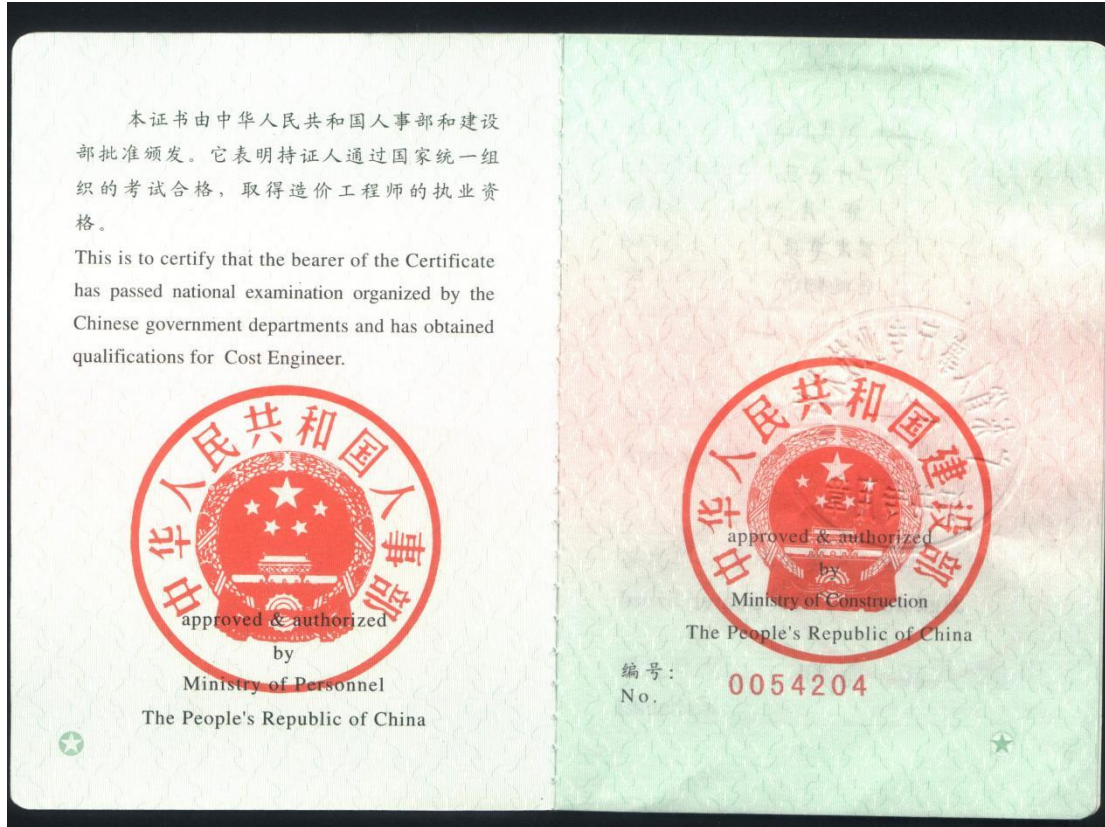 本证书由中华人民共和国人事部和建设
部批准颁发。它表明持证人通过国家统一组
织的考试合格，取得造价工程师的执业资
格。
This is to certify that the bearer of the Certificate
has passed national examination organized by the
Chinese government departments and has obtained
qualifications for Cost Engineer.
中华人民共和国人事部
approved & authorized
by
Ministry of Personnel
The People's Republic of China
中华人民共和国建设部
approved & authorized
by
Ministry of Construction
The People's Republic of China
编号：
No.
0054204